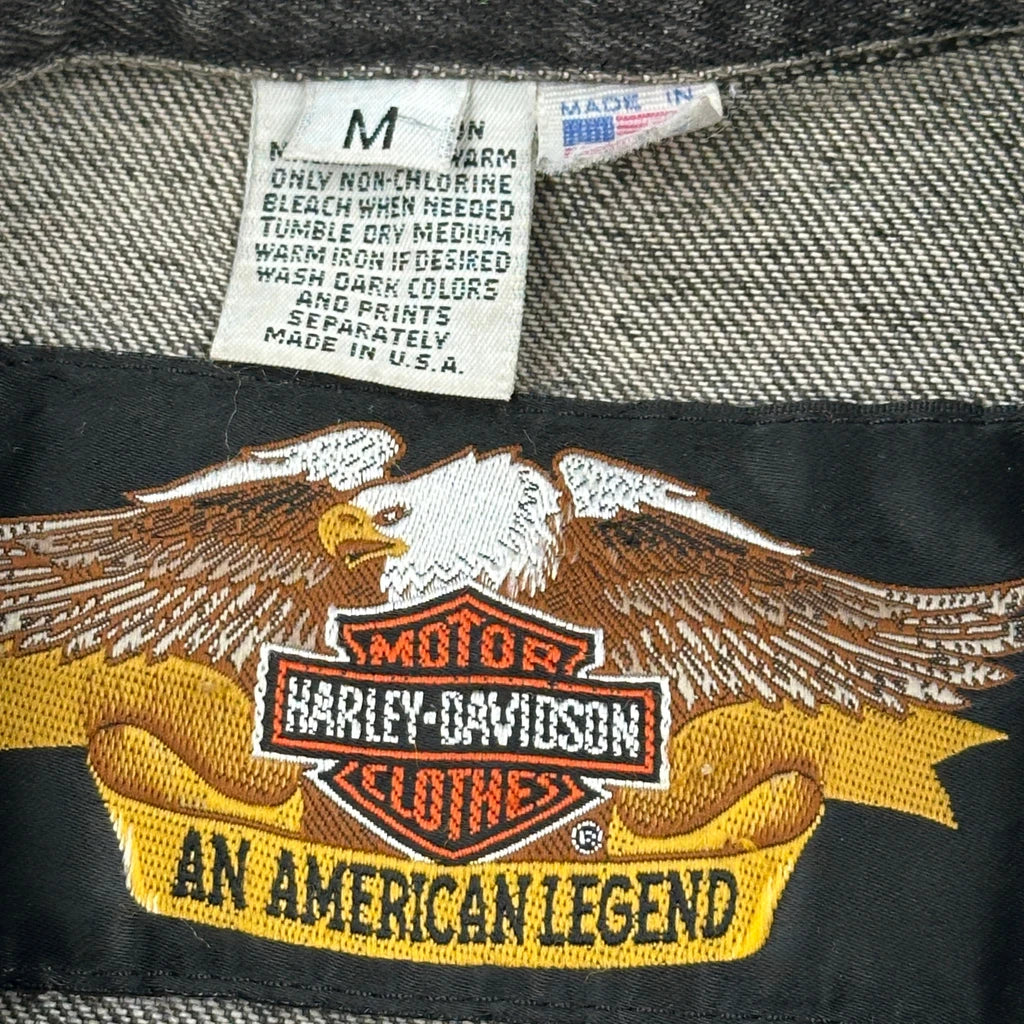 M
MADE IN
WARM
ONLY NON-CHLORINE
BLEACH WHEN NEEDED
TUMBLE DRY MEDIUM
WARM IRON IF DESIRED
WASH DARK COLORS
AND PRINTS
SEPARATELY
MADE IN U.S.A.
MOTOR
HARLEY-DAVIDSON
CLOTHES
®
AN AMERICAN LEGEND